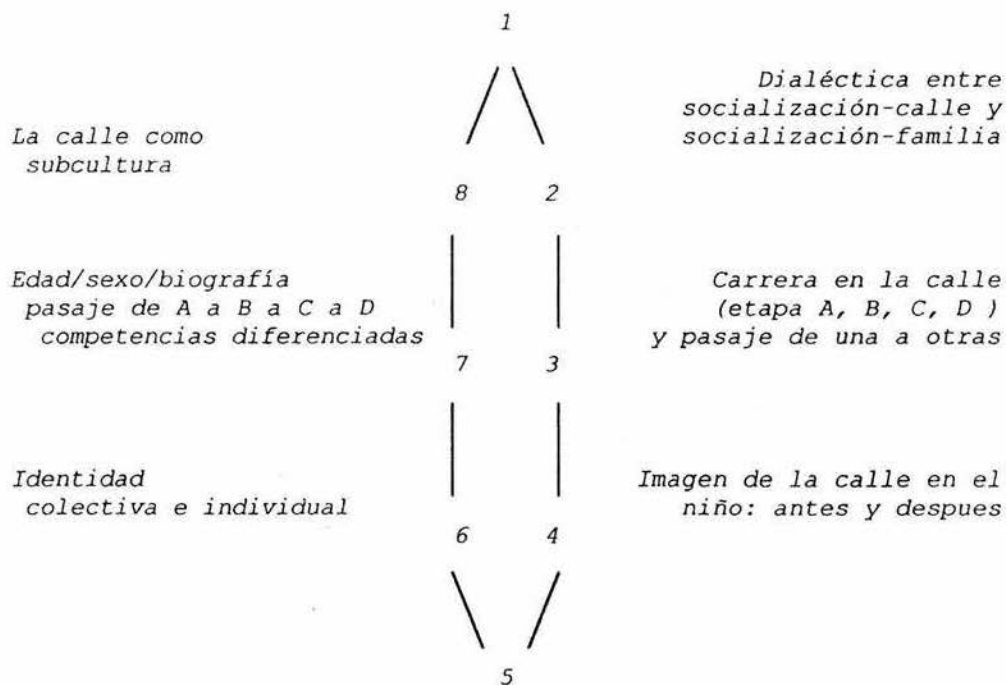 1
Dialéctica entre
socialización-calle y
socialización-familia
La calle como
subcultura
8 2
Edad/sexo/biografía
pasaje de A a B a C a D
competencias diferenciadas
Carrera en la calle
(etapa A, B, C, D )
y pasaje de una a otras
7 3
Identidad
colectiva e individual
Imagen de la calle en el
niño: antes y despues
6 4
5